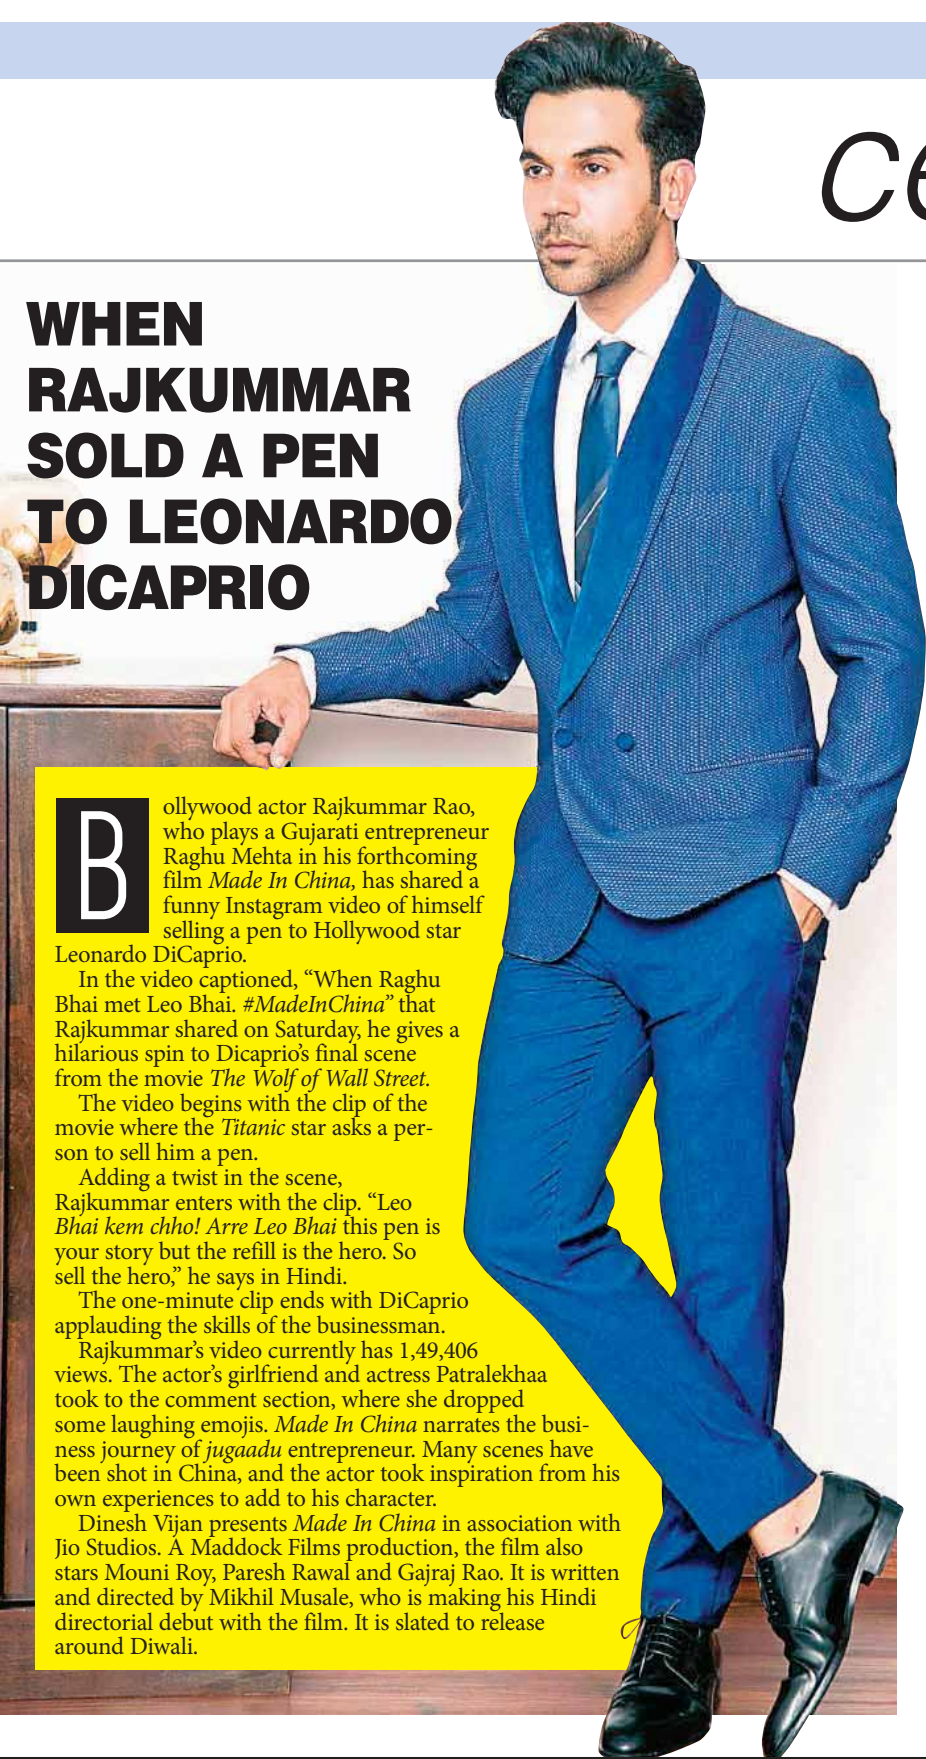 Ce
WHEN
RAJKUMMAR
SOLD A PEN
TO LEONARDO
DICAPRIO
Bollywood actor Rajkummar Rao,
who plays a Gujarati entrepreneur
Raghu Mehta in his forthcoming
film Made In China, has shared a
funny Instagram video of himself
selling a pen to Hollywood star
Leonardo DiCaprio.
In the video captioned, “When Raghu
Bhai met Leo Bhai. #MadeInChina” that
Rajkummar shared on Saturday, he gives a
hilarious spin to Dicaprio’s final scene
from the movie The Wolf of Wall Street.
The video begins with the clip of the
movie where the Titanic star asks a per-
son to sell him a pen.
Adding a twist in the scene,
Rajkummar enters with the clip. “Leo
Bhai kem chho! Arre Leo Bhai this pen is
your story but the refill is the hero. So
sell the hero,” he says in Hindi.
The one-minute clip ends with DiCaprio
applauding the skills of the businessman.
Rajkummar’s video currently has 1,49,406
views. The actor’s girlfriend and actress Patralekhaa
took to the comment section, where she dropped
some laughing emojis. Made In China narrates the busi-
ness journey of jugaadu entrepreneur. Many scenes have
been shot in China, and the actor took inspiration from his
own experiences to add to his character.
Dinesh Vijan presents Made In China in association with
Jio Studios. A Maddock Films production, the film also
stars Mouni Roy, Paresh Rawal and Gajraj Rao. It is written
and directed by Mikhil Musale, who is making his Hindi
directorial debut with the film. It is slated to release
around Diwali.